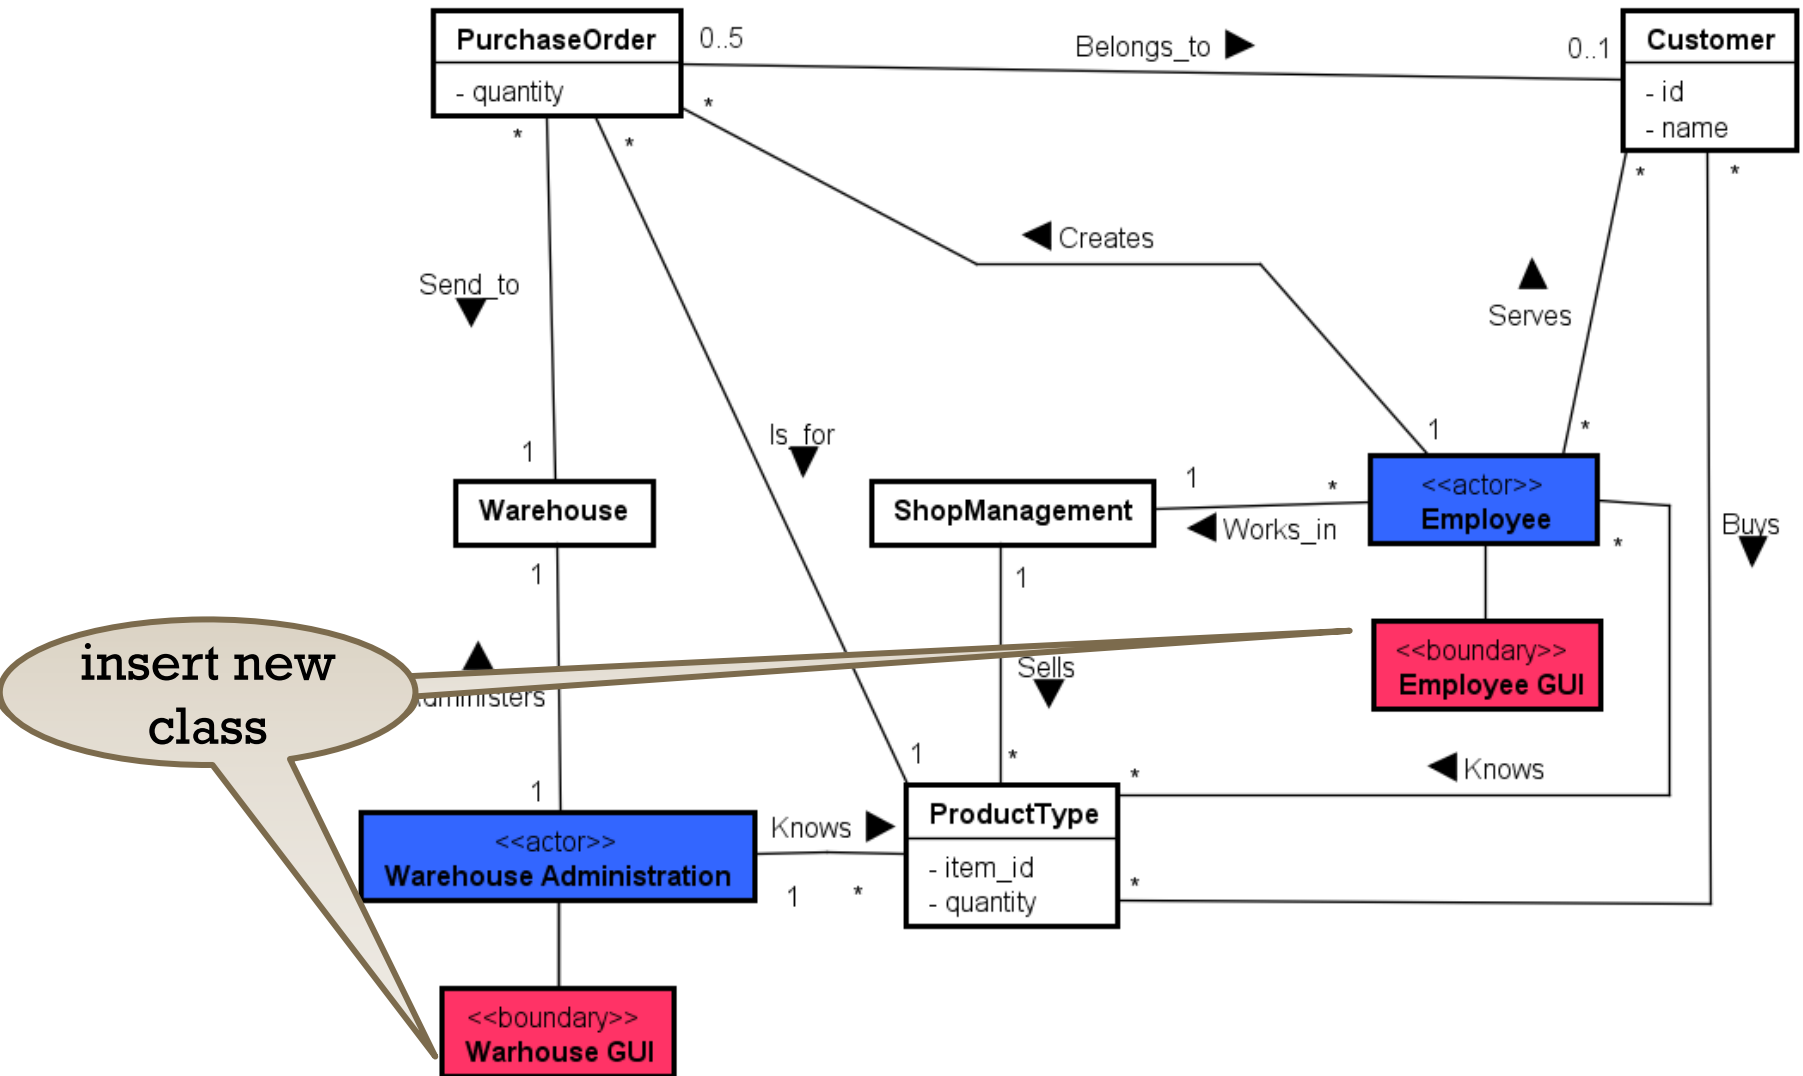 PurchaseOrder
- quantity
0..5
Belongs_to
0..1
Customer
- id
- name
*
*
*
*
*
Creates
Send_to
Serves
Is_for
1
*
1
1
*
<<actor>>
Employee
Warehouse
ShopManagement
Works_in
*
Buys
1
1
insert new
class
<<boundary>>
Employee GUI
Sells
1
*
*
Knows
1
ProductType
- item_id
- quantity
Knows
<<actor>>
Warehouse Administration
1
*
*
<<boundary>>
Warhouse GUI